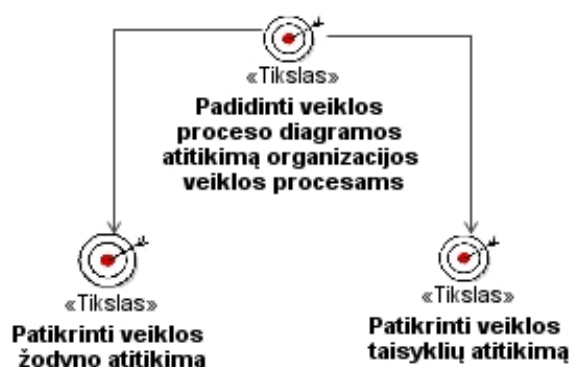 «Tikslas»
Padidinti veiklos
proceso diagramos
atitikimą organizacijos
veiklos procesams
«Tikslas»
Patikrinti veiklos
žodyno atitikimą
«Tikslas»
Patikrinti veiklos
taisyklių atitikimą